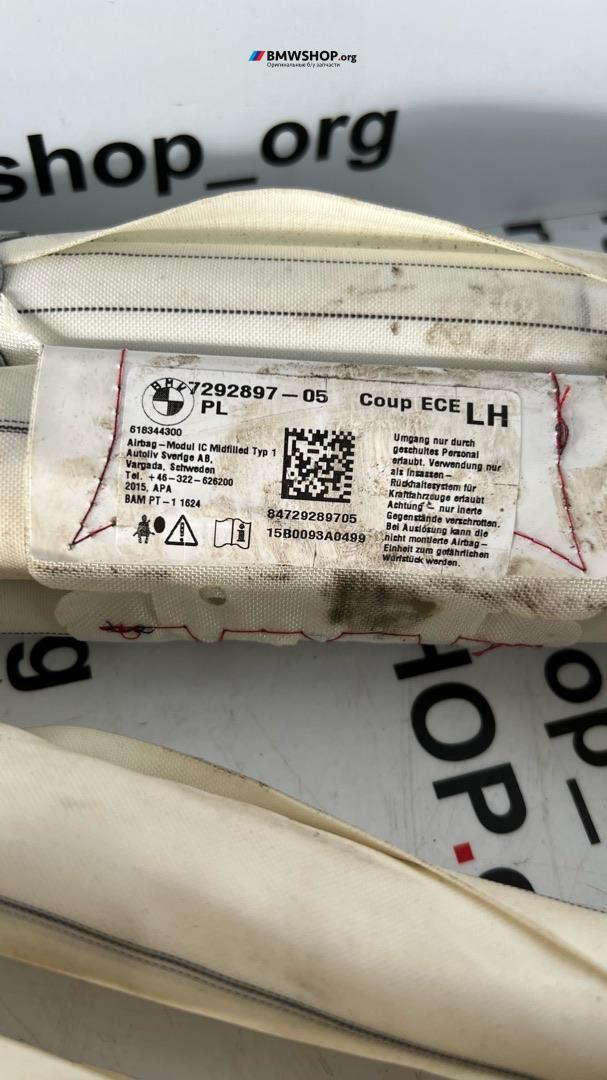 BMWSHOP.org
Оригинальные б/у запчасти
shop_org
BMW
7292897-05
PL
Coup ECE LH
618344300
Airbag-Modul IC Midfilled Typ 1
Autoliv Sverige AB,
Vargada, Schweden
Tel. +46-322-626200
2015, APA
BAM PT-1 1624
84729289705
15B0093A0499
Umgang nur durch
geschultes Personal
erlaubt. Verwendung nur
als Insassen-
Rückhaltesystem für
Kraftfahrzeuge erlaubt
Achtung - nur inerte
Gegenstände verschrotten.
Bei Auslösung kann die
nicht montierte Airbag-
Einheit zum gefährlichen
Wurfstück werden.
HOP.